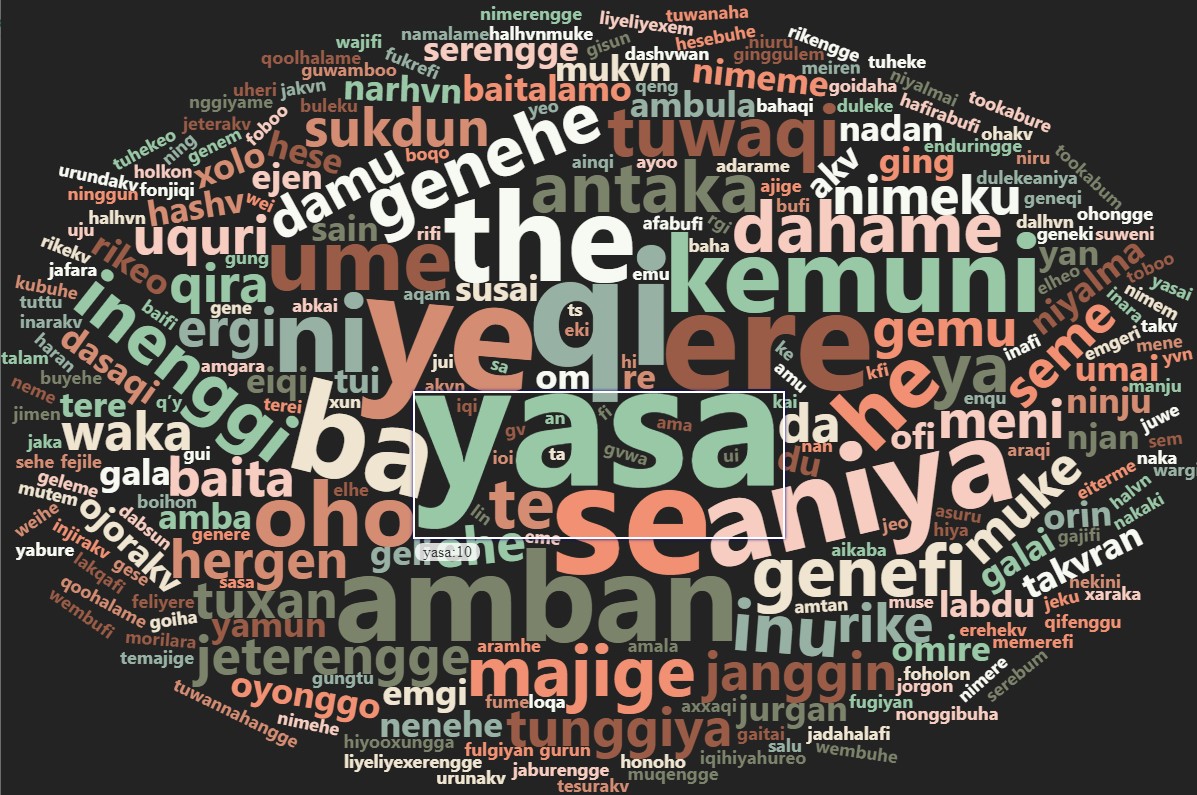 nimerengge liyeliyexem tuwanaha
wajifi namalame halhvnmuke gisun hesebuhe niuru rikengge
qoolhalame fukrefi serengge dashvwan ginggulem tuheke
guwamboo mukvn nimeme meiren niyalmai
uheri jakvn narhvn baitalamo qeng goidaha tookabure
nggiyame buleku yeo ambula bahaqi duleke hafirabufi
jeterakv foboo sukdun genehe tuwaqi nadan ohakv
tuhekeo ning genem hese boqo damu ainqi ayoo adarame akv ging enduringge niru tookabum
urundakv holkon xolo ejen antaka ajige nimeku dulekeaniya
ninggun fonjiqi hashv wei bufi geneqi
halhvn uju uquri sain rifi the afabufi rgi dahame dalhvn ohongge
rikekv rikeo gung ume baha geneki suweni
jafara qira abkai aqam susai emu kemuni yan elheo toboo
kubuhe tuttu baifi gene ni ye qi ts niyalma nimem yasai
inarakv inenggi ergi eki ere gemu inara takv
talam haran dasaqi amgara jui sa hi ke inafi seme emgeri mene yvn
neme buyehe eiqi tui akvn om re amu kfi he ya umai manju
jimen tere q'y terei xun ba yasa iqi an fi kai enqu ninju juwe
jaka waka gv ta ama da ofi meni njan sem
sehe fejile gui ioi gvwa ui nan du araqi naka wargi
geleme gala baita elhe te se aniya muke eiterme
mutem boihon oho lin jeo asuru halvn nakaki
weihe ojorakv dabsun amba genere eme hiya orin gajifi
yabure injirakv gese hergen geli ehe aikaba galai takvran
yasa:10
lakqafi sasa genefi hekini
qoohalame feliyere tuxan amban amtan muse labdu jeku xaraka
wembufi goiha yamun inu rike erehekv qifenggu
morilara aramhe amala omire memerefi
temajige jeterengge gungtu majige janggin foholon nimere
tuwannahangge oyonggo emgi fume loqa axxaqi jorgon serebum
nimehe nenehe tunggiya jurgan fugiyan nonggibuha
hiyooxungga fulgiyan gurun gaitai jadahalafi
liyeliyexerengge honoho salu wembuhe
urunakv jaburengge muqengge iqihiyahureo
tesurakv